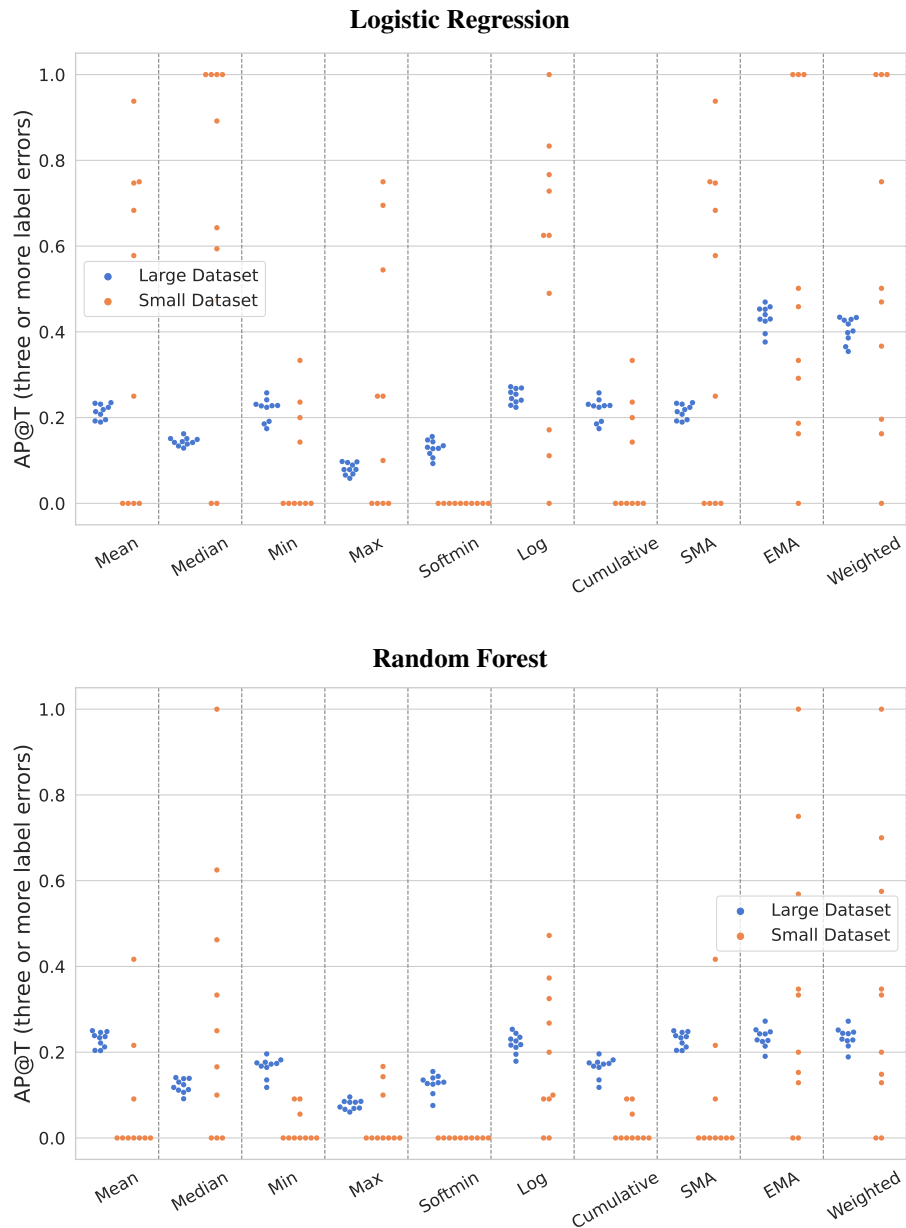 Logistic Regression
AP@T (three or more label errors)
1.0
0.8
0.6
0.4
0.2
0.0
Large Dataset
Small Dataset
Mean
Median
Min
Max
Softmin
Log
Cumulative
SMA
EMA
Weighted
Random Forest
AP@T (three or more label errors)
1.0
0.8
0.6
0.4
0.2
0.0
Large Dataset
Small Dataset
Mean
Median
Min
Max
Softmin
Log
Cumulative
SMA
EMA
Weighted